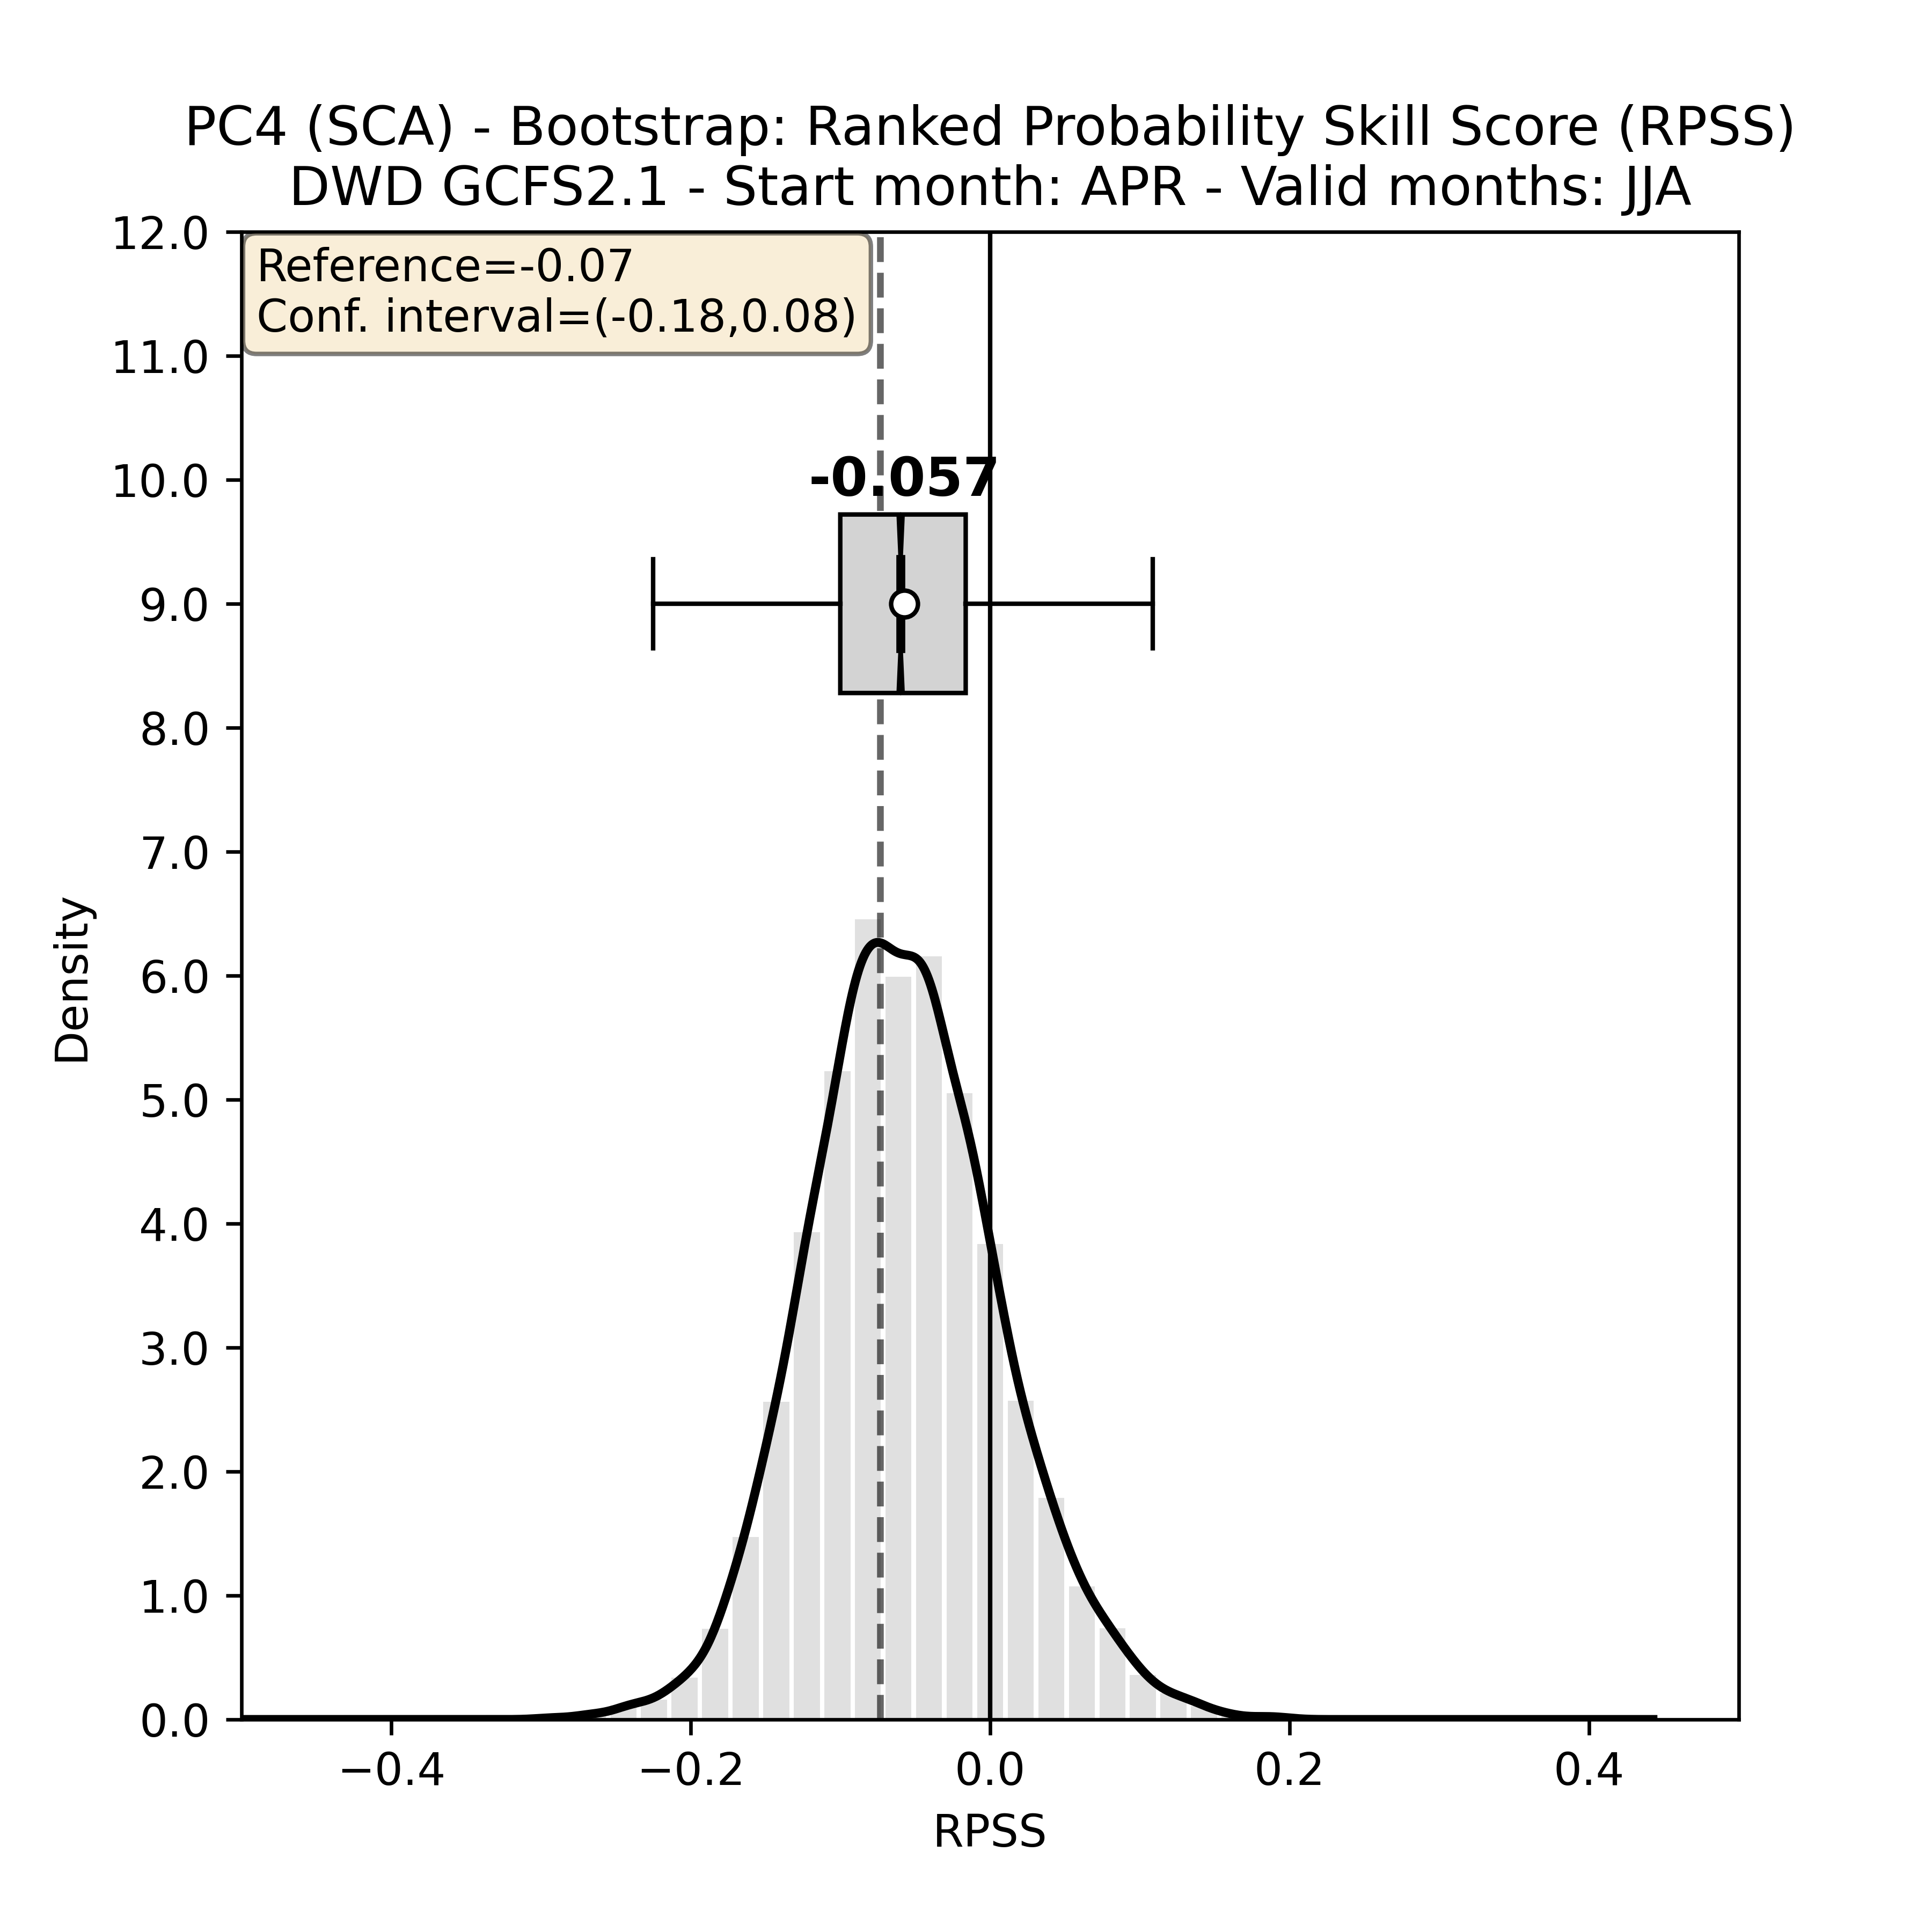 PC4 (SCA) - Bootstrap: Ranked Probability Skill Score (RPSS)
DWD GCFS2.1 - Start month: APR - Valid months: JJA
Reference=-0.07
Conf. interval=(-0.18,0.08)
-0.057
12.0
11.0
10.0
9.0
8.0
7.0
6.0
5.0
4.0
3.0
2.0
1.0
0.0
Density
−0.4 −0.2 0.0 0.2 0.4
RPSS